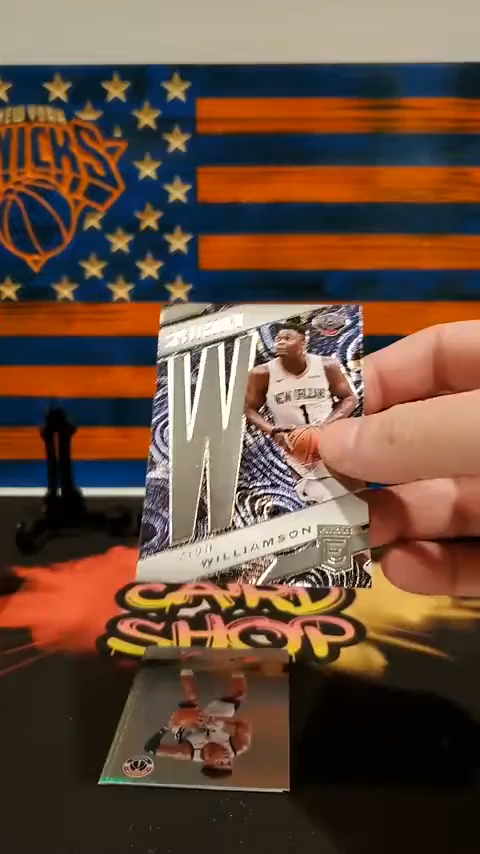 NEW YORK
KNICKS
W
NEW ORLEANS
1
WILLIAMSON
CARD
SHOP